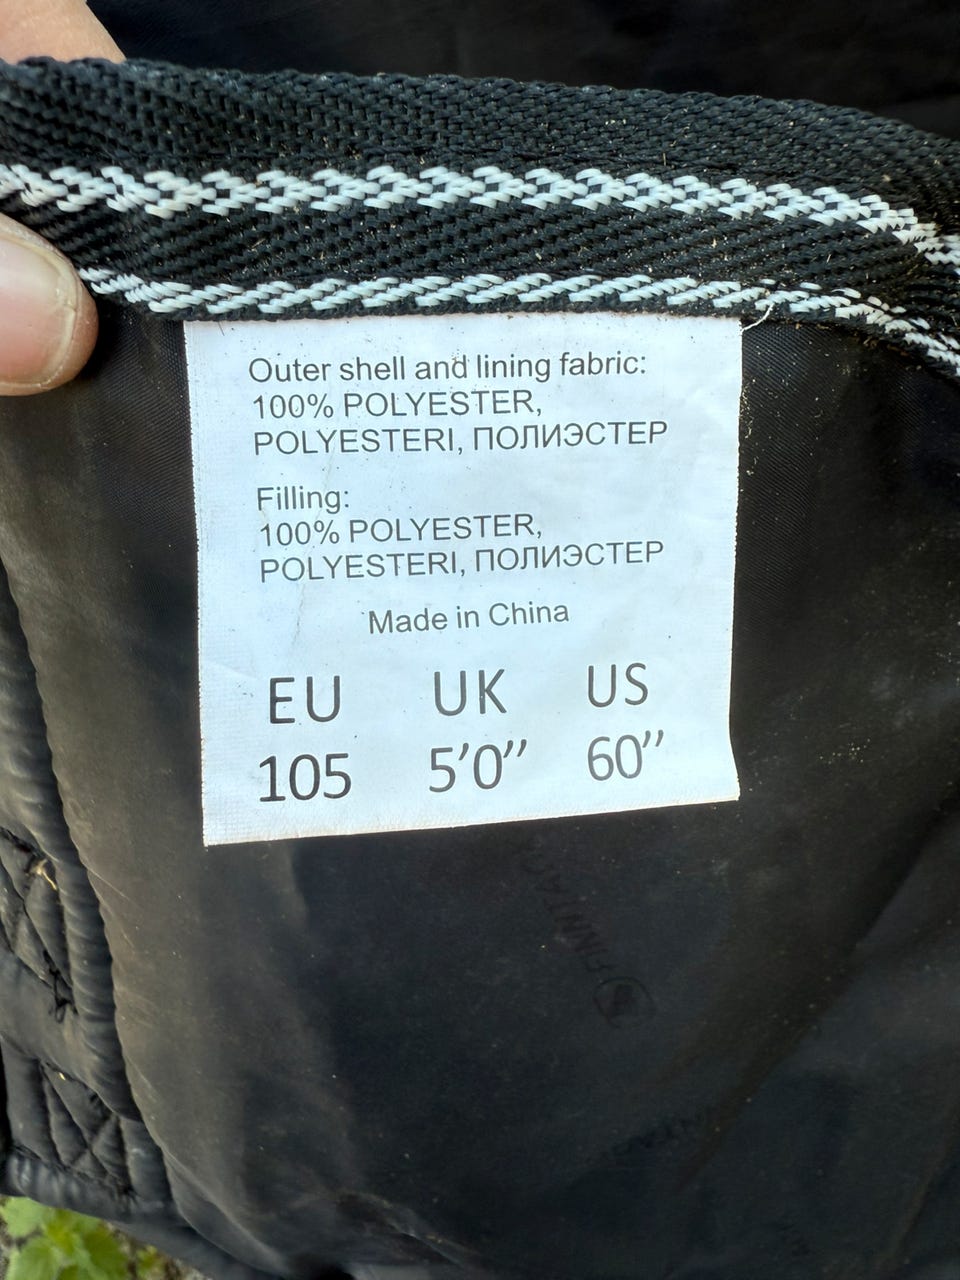 Outer shell and lining fabric:
100% POLYESTER,
POLYESTERI, ПОЛИЭСТЕР
Filling:
100% POLYESTER,
POLYESTERI, ПОЛИЭСТЕР
Made in China
EU UK US
105 5'0" 60"
FINNTACK